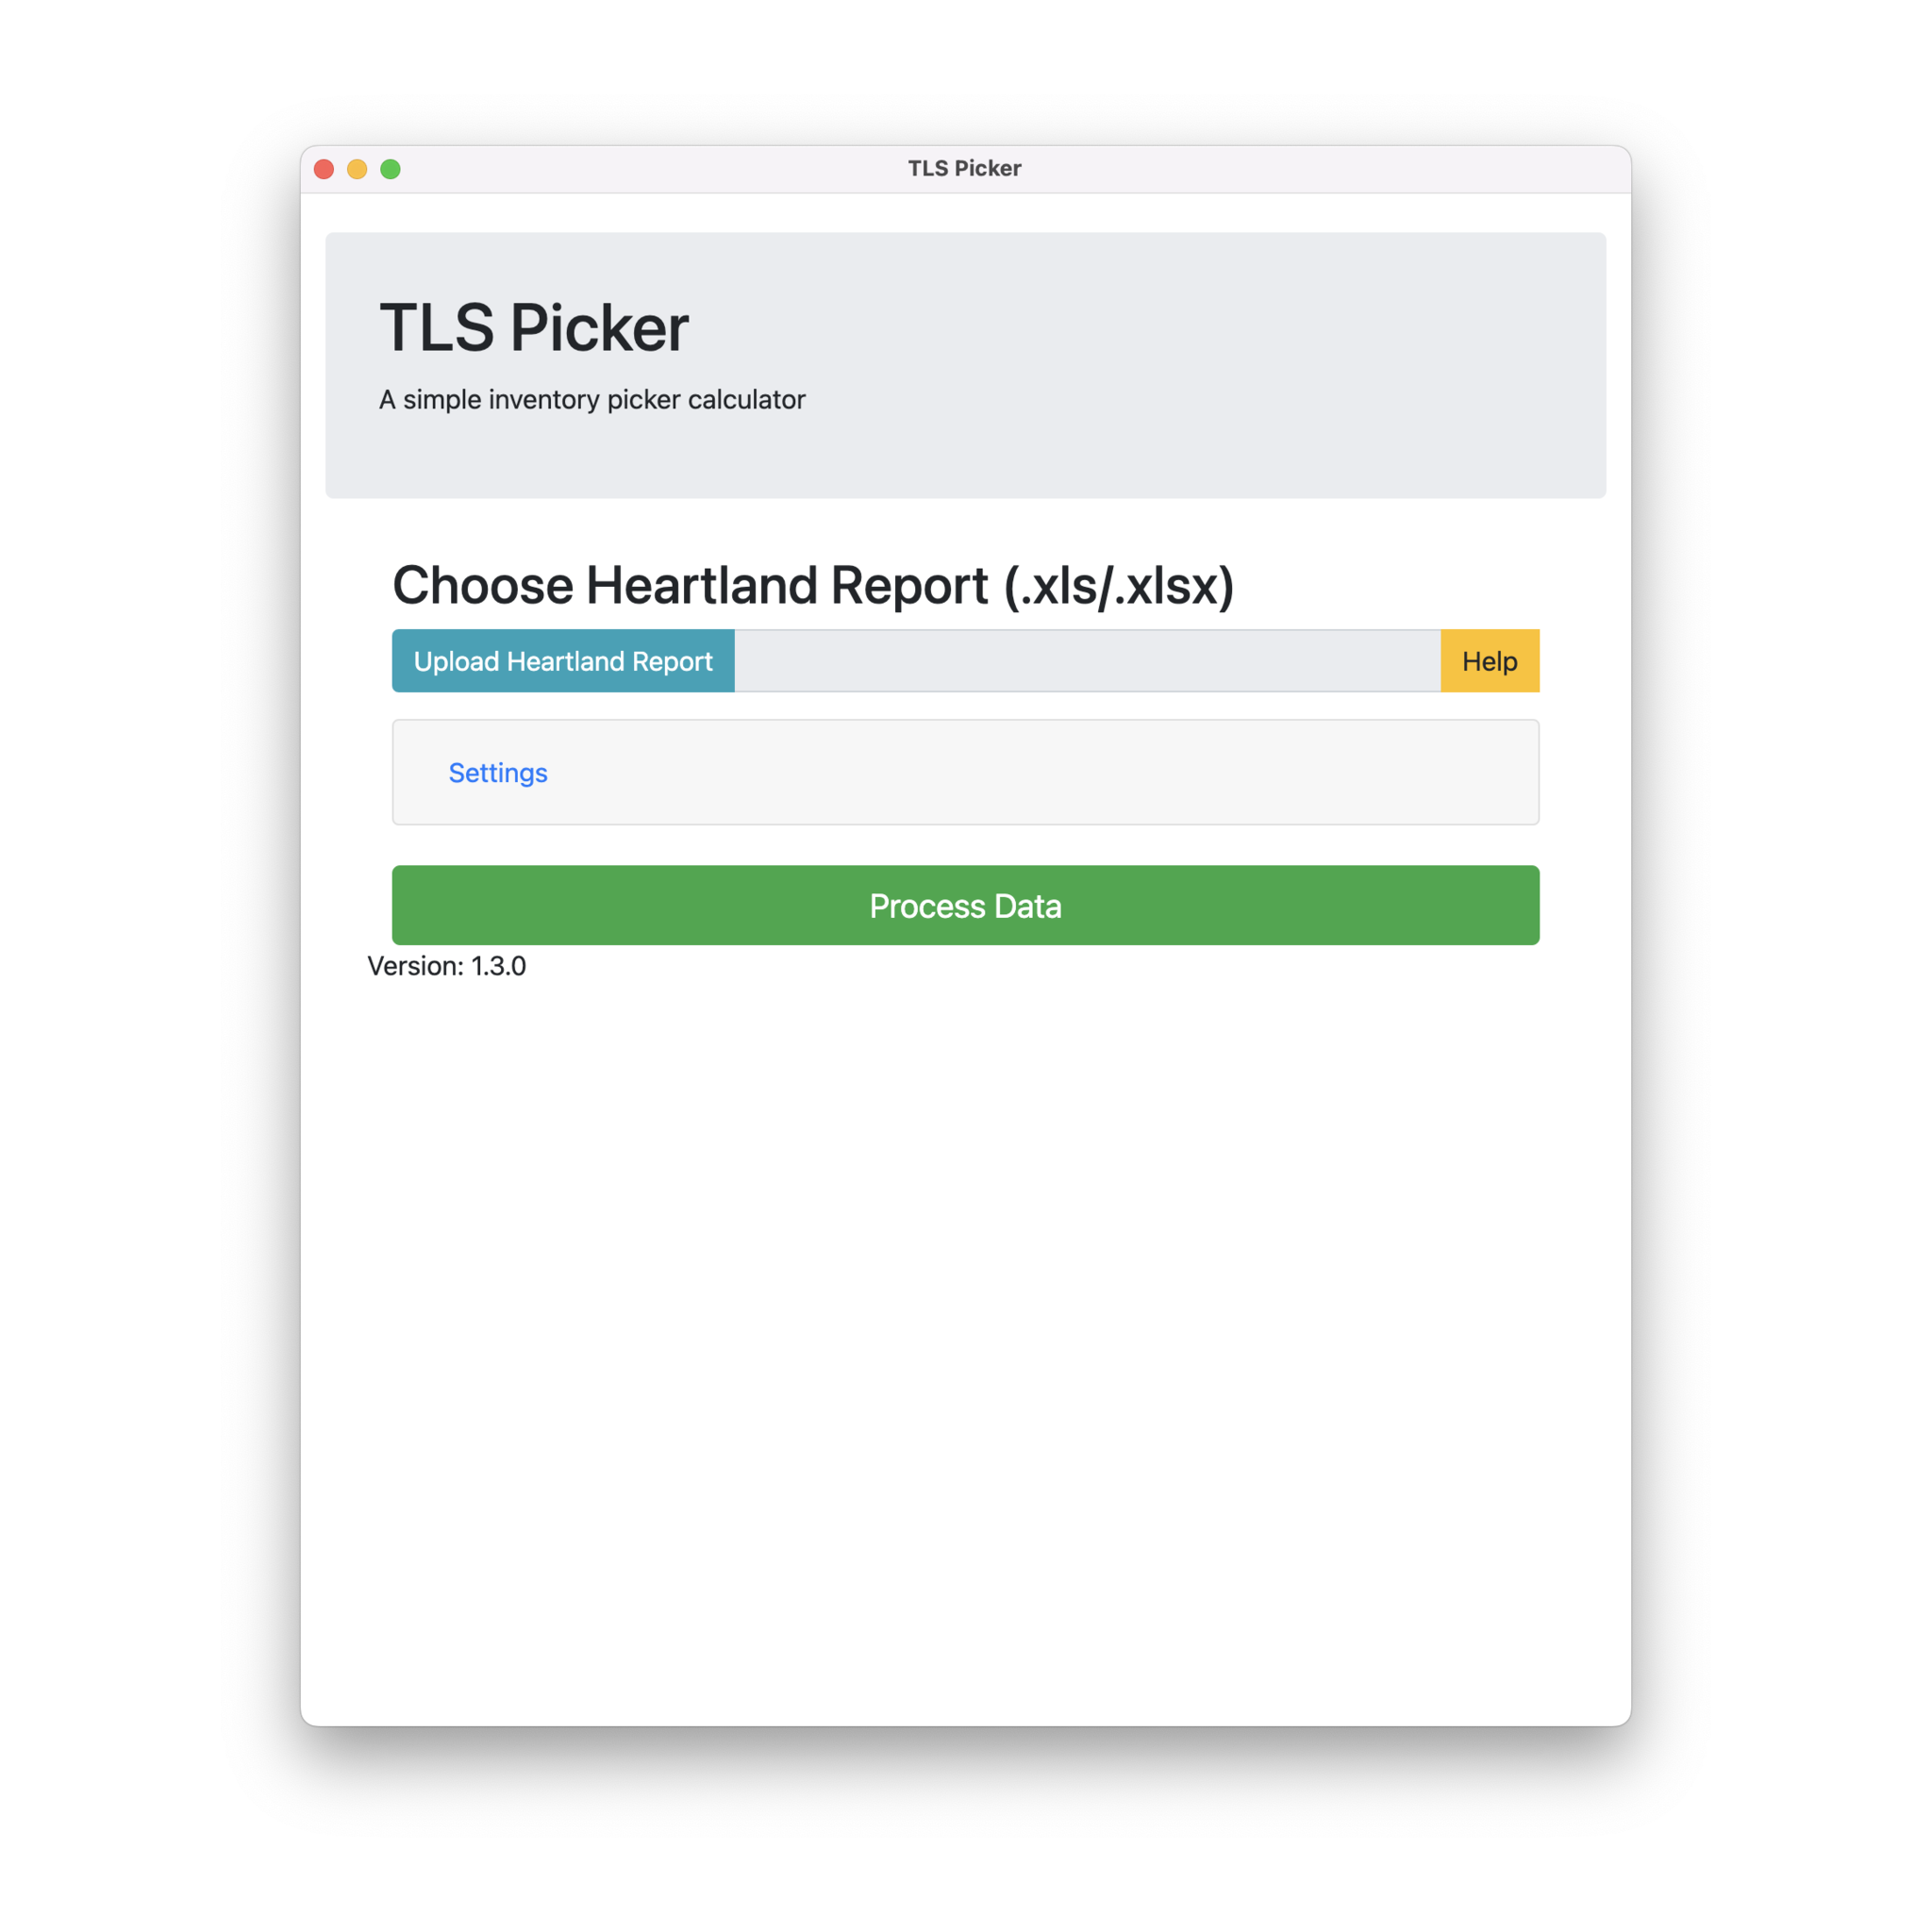 TLS Picker
TLS Picker
A simple inventory picker calculator
Choose Heartland Report (.xls/.xlsx)
Upload Heartland Report
Help
Settings
Process Data
Version: 1.3.0